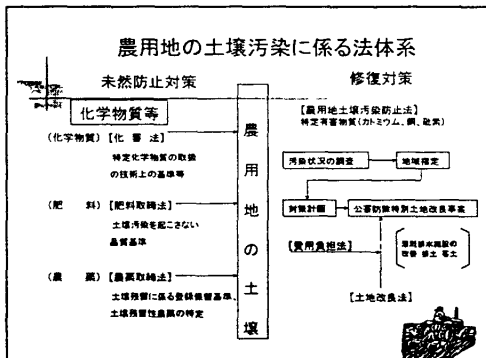 農用地の土壌汚染に係る法体系
未然防止対策
修復対策
化学物質等
(化学物質)【化審法】
特定化学物質の取扱
の技術上の基準等
(肥　料)【肥料取締法】
土壌汚染を起こさない
品質基準
(農　薬)【農薬取締法】
土壌残留に係る登録保留基準、
土壌残留性農薬の特定
農用地の土壌
【農用地土壌汚染防止法】
特定有害物質(カドミウム、銅、砒素)
汚染状況の調査
地域指定
対策計画
公害防除特別土地改良事業
【費用負担法】
改善 排土 客土
【土地改良法】